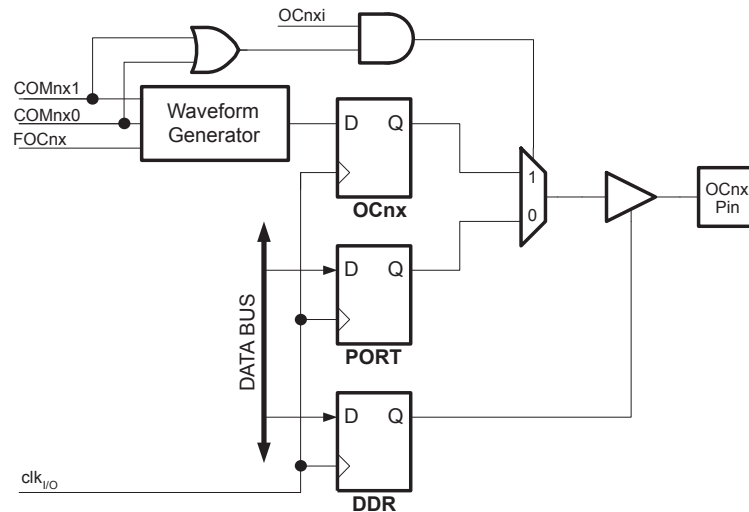 OCnxi
COMnx1
COMnx0
FOCnx
Waveform
Generator
D Q
OCnx
1
0
OCnx
Pin
D Q
PORT
DATA BUS
D Q
DDR
clkI/O